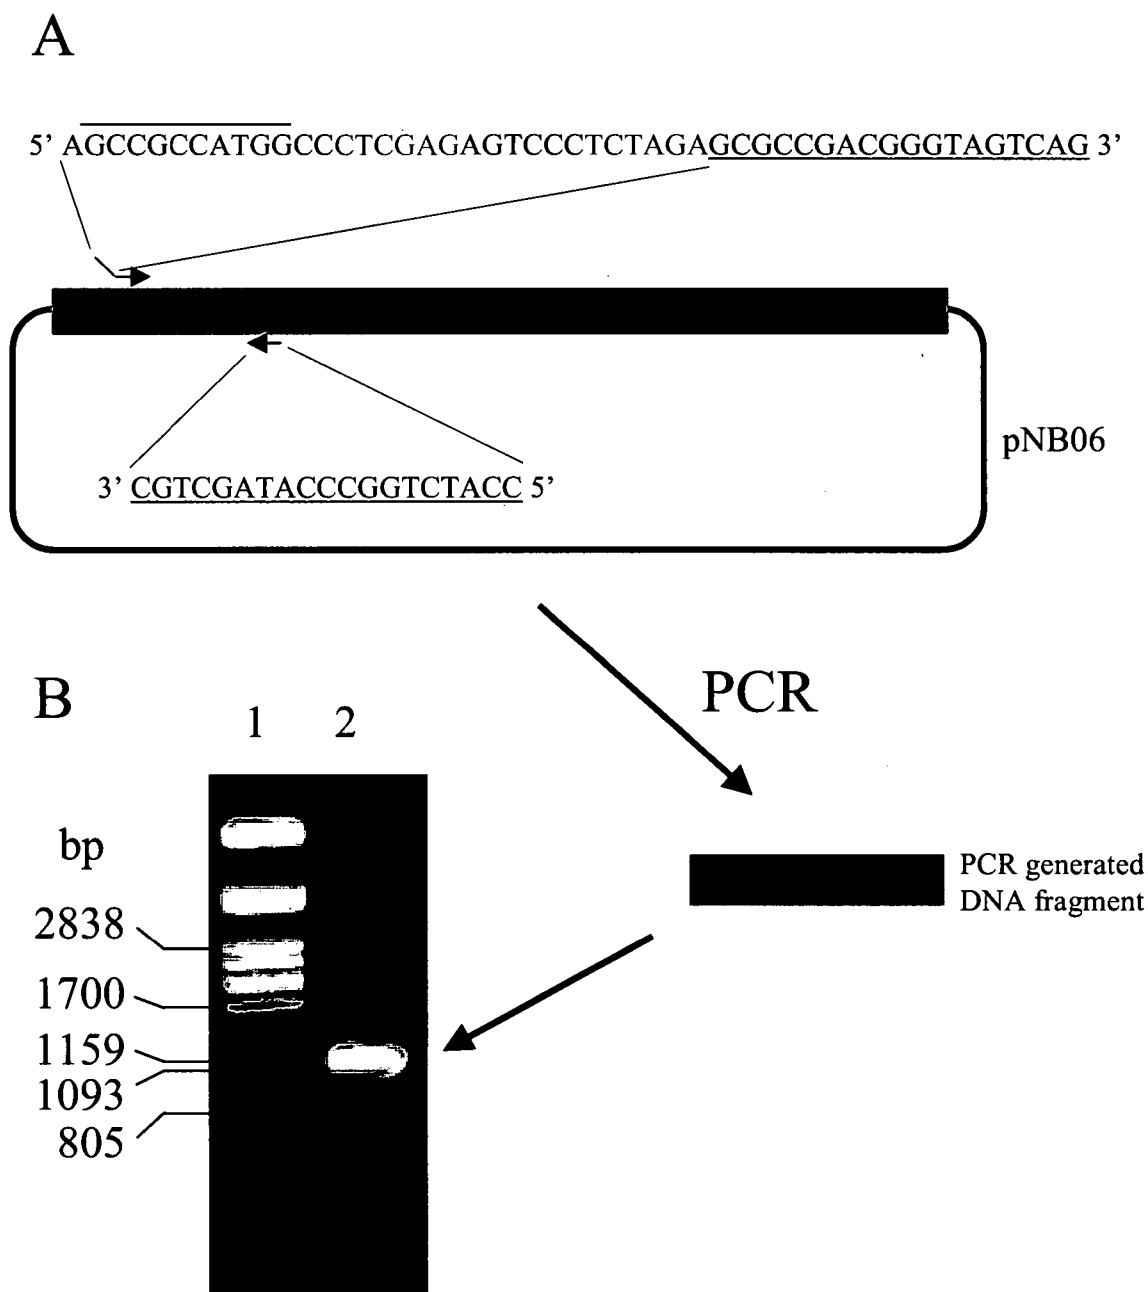 A
5' AGCCGCCATGGCCCTCGAGAGTCCCTCTAGAGCGCCGACGGGTAGTCAG 3'
pNB06
3' CGTCGATACCCGGTCTACC 5'
PCR
B
1 2
bp
2838
1700
1159
1093
805
PCR generated
DNA fragment